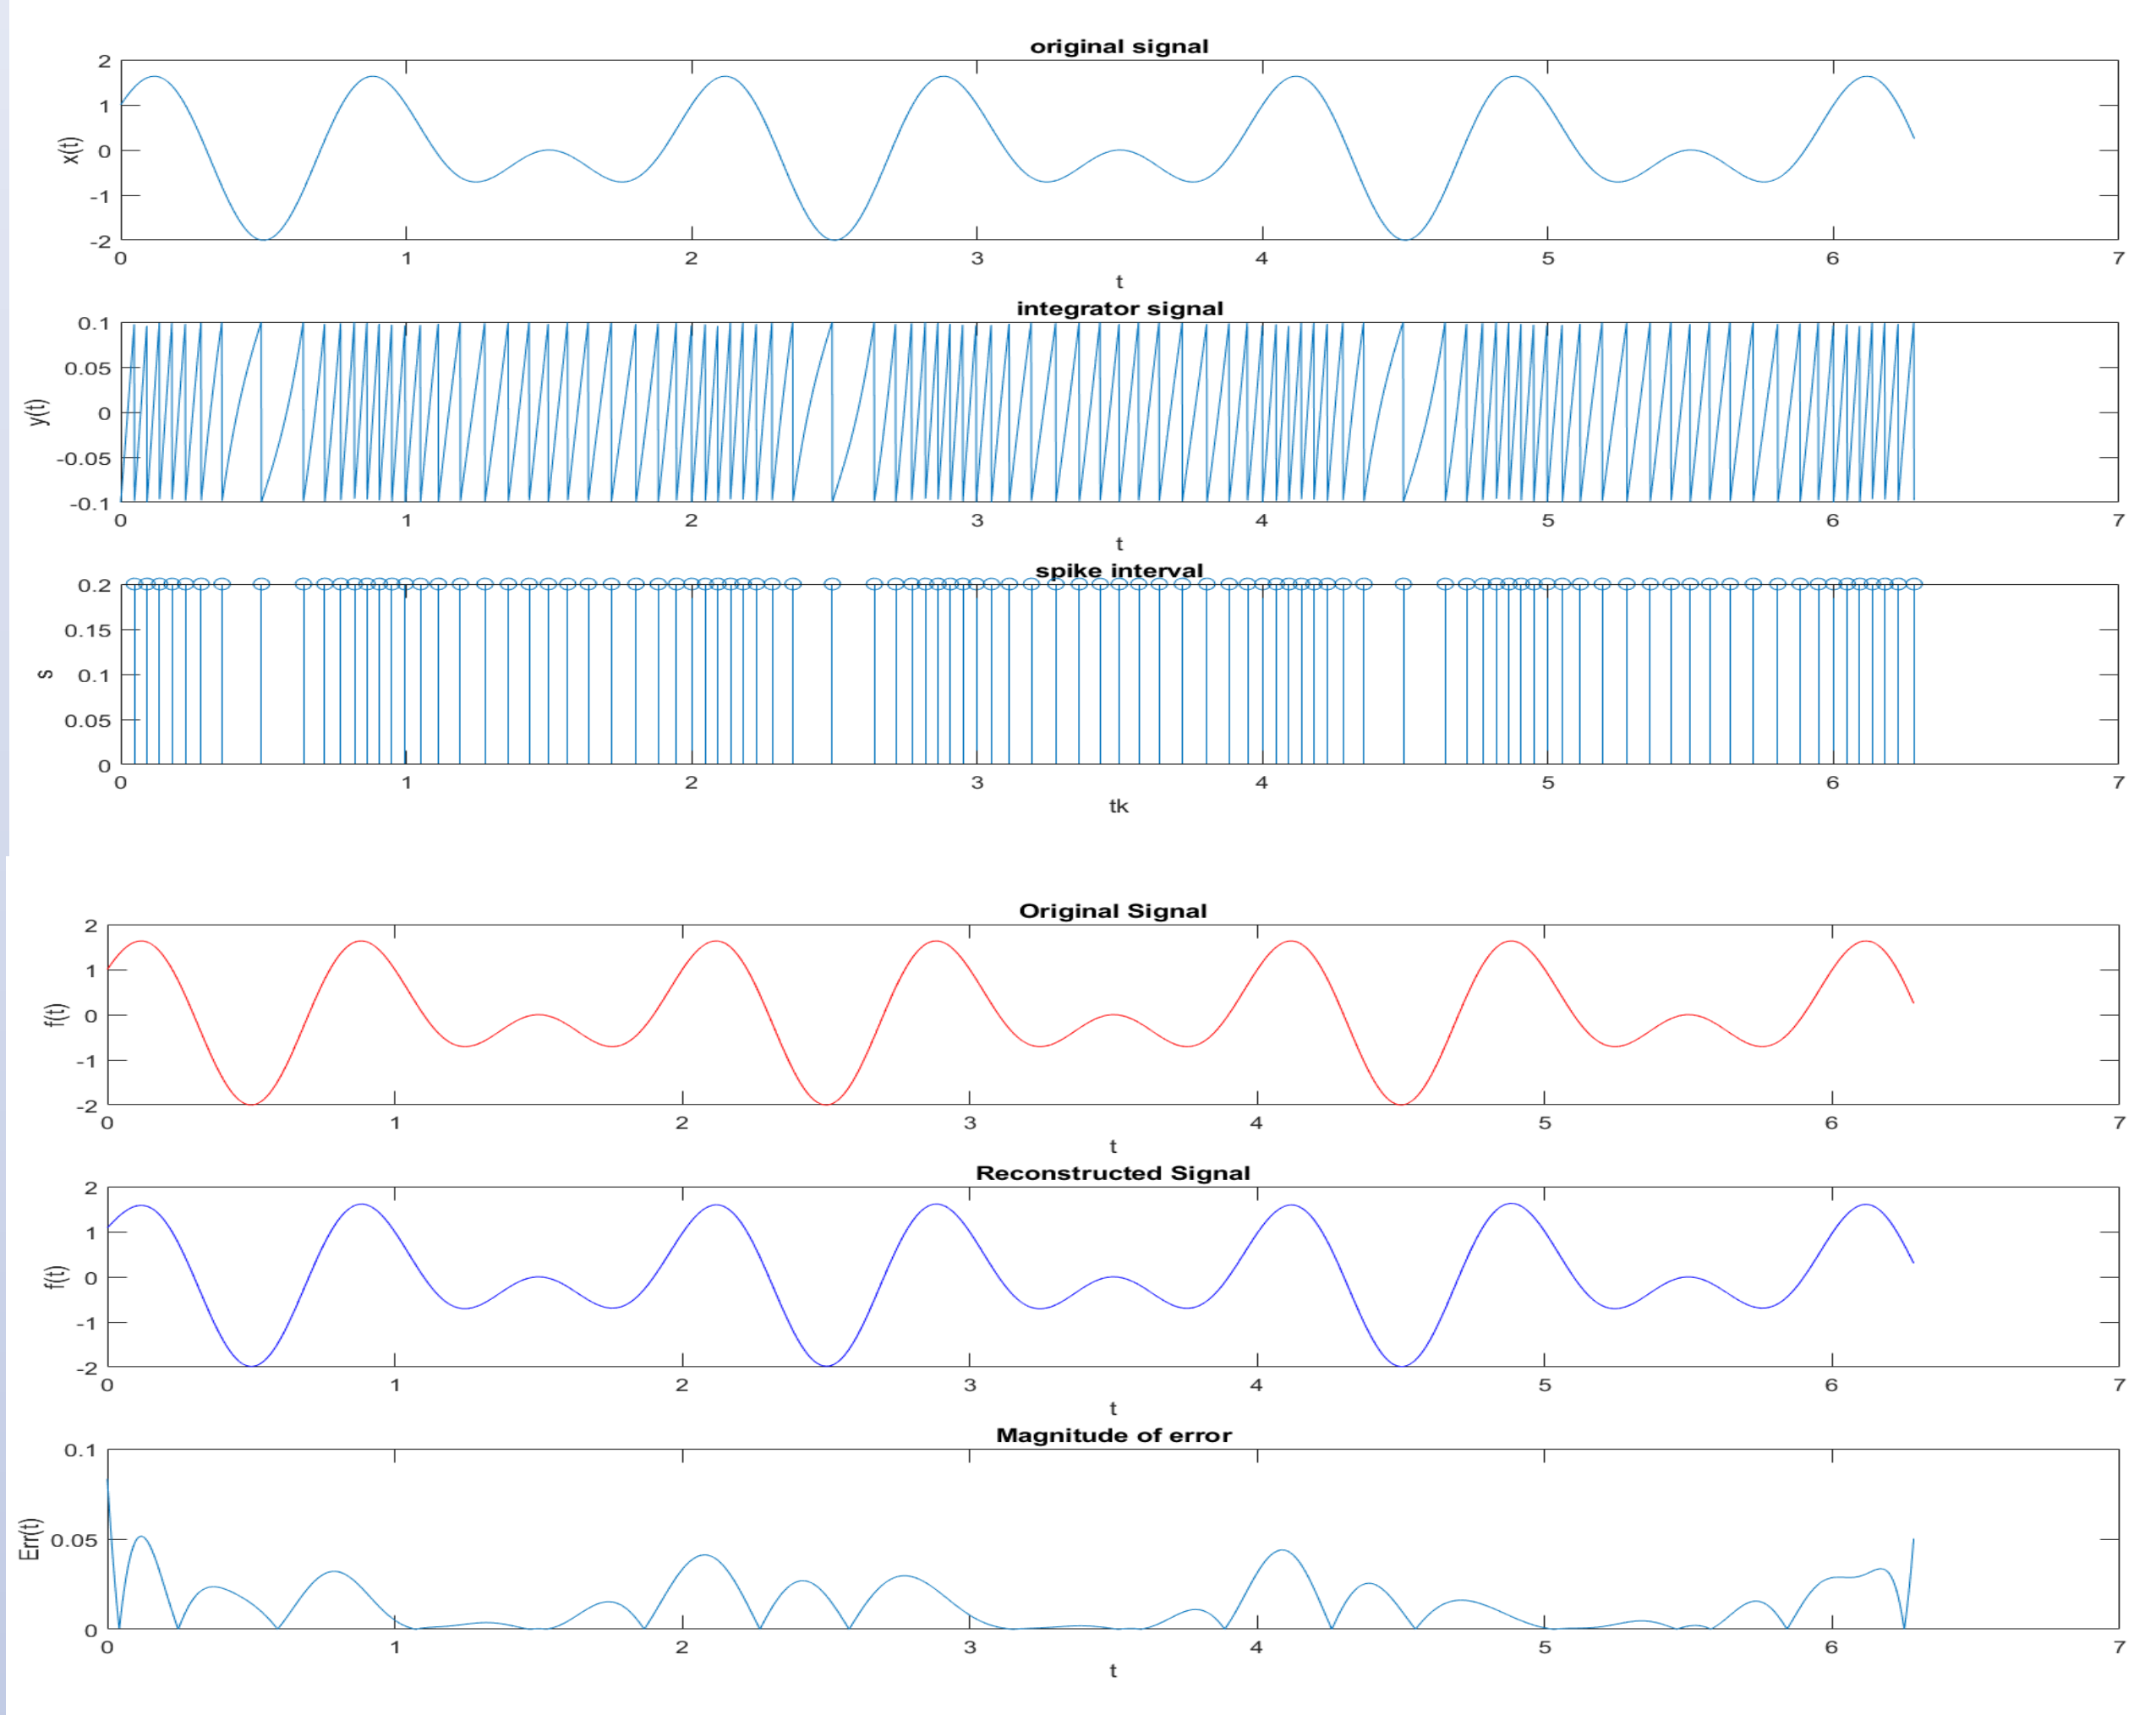 original signal
2
1
0
-1
-2
x(t)
0 1 2 3 4 5 6 7
t
integrator signal
0.1
0.05
0
-0.05
-0.1
y(t)
0 1 2 3 4 5 6 7
t
spike interval
0.2
0.15
0.1
0.05
0
s
0 1 2 3 4 5 6 7
tk
Original Signal
2
1
0
-1
-2
f(t)
0 1 2 3 4 5 6 7
t
Reconstructed Signal
2
1
0
-1
-2
f(t)
0 1 2 3 4 5 6 7
t
Magnitude of error
0.1
0.05
0
Err(t)
0 1 2 3 4 5 6 7
t